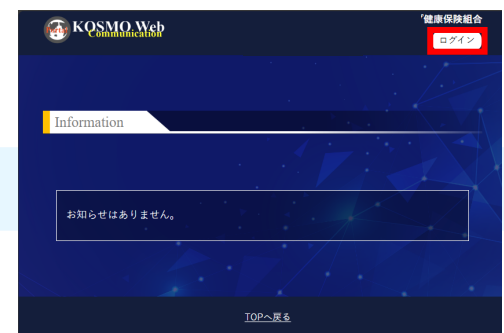 KOSMO Web
Communication
健康保険組合
ログイン
Information
お知らせはありません。
TOPへ戻る